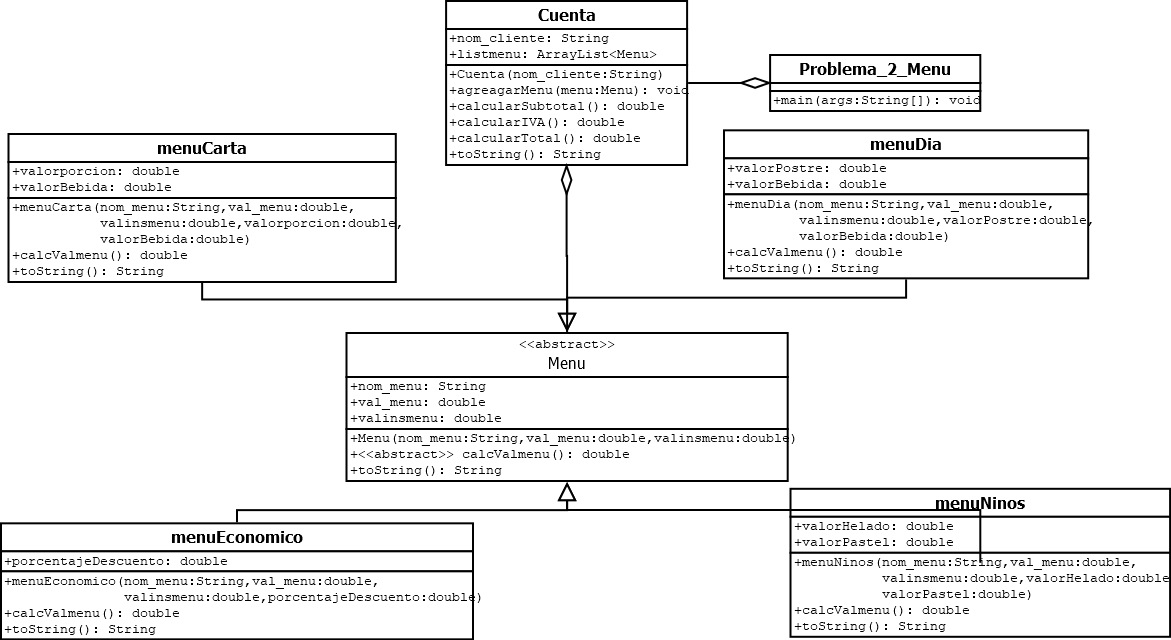 Cuenta
+nom_cliente: String
+listmenu: ArrayList<Menu>
+Cuenta(nom_cliente:String)
+agreagarMenu(menu:Menu): void
+calcularSubtotal(): double
+calcularIVA(): double
+calcularTotal(): double
+toString(): String
Problema_2_Menu
+main(args:String[]): void
menuCarta
+valorporcion: double
+valorBebida: double
+menuCarta(nom_menu:String,val_menu:double,
valinsmenu:double,valorporcion:double,
valorBebida:double)
+calcValmenu(): double
+toString(): String
menuDia
+valorPostre: double
+valorBebida: double
+menuDia(nom_menu:String,val_menu:double,
valinsmenu:double,valorPostre:double,
valorBebida:double)
+calcValmenu(): double
+toString(): String
<<abstract>>
Menu
+nom_menu: String
+val_menu: double
+valinsmenu: double
+Menu(nom_menu:String,val_menu:double,valinsmenu:double)
+<<abstract>> calcValmenu(): double
+toString(): String
menuEconomico
+porcentajeDescuento: double
+menuEconomico(nom_menu:String,val_menu:double,
valinsmenu:double,porcentajeDescuento:double)
+calcValmenu(): double
+toString(): String
menuNinos
+valorHelado: double
+valorPastel: double
+menuNinos(nom_menu:String,val_menu:double,
valinsmenu:double,valorHelado:double
valorPastel:double)
+calcValmenu(): double
+toString(): String